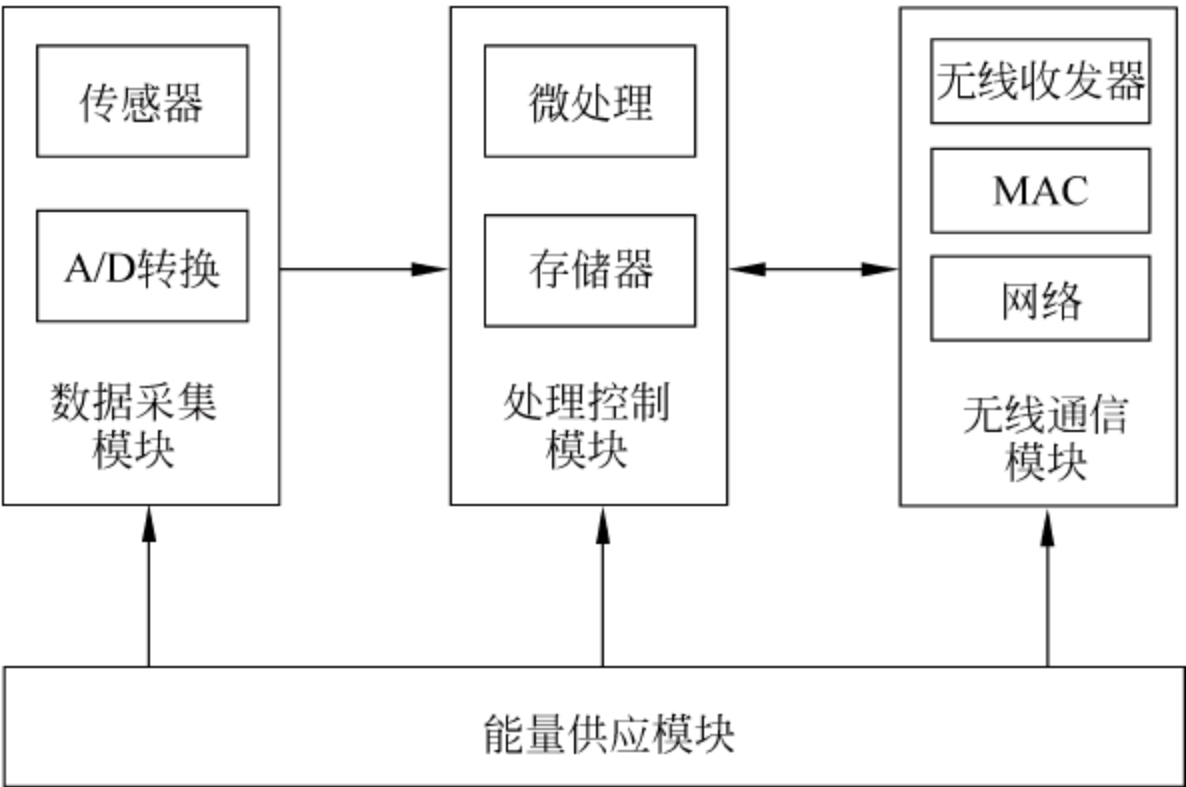 传感器
A/D转换
数据采集
模块
微处理
存储器
处理控制
模块
无线收发器
MAC
网络
无线通信
模块
能量供应模块